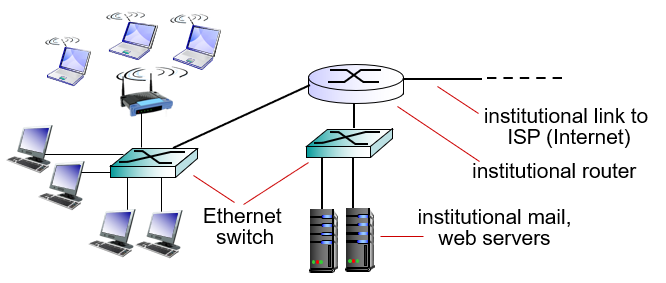 institutional link to
ISP (Internet)
institutional router
Ethernet
switch
institutional mail,
web servers